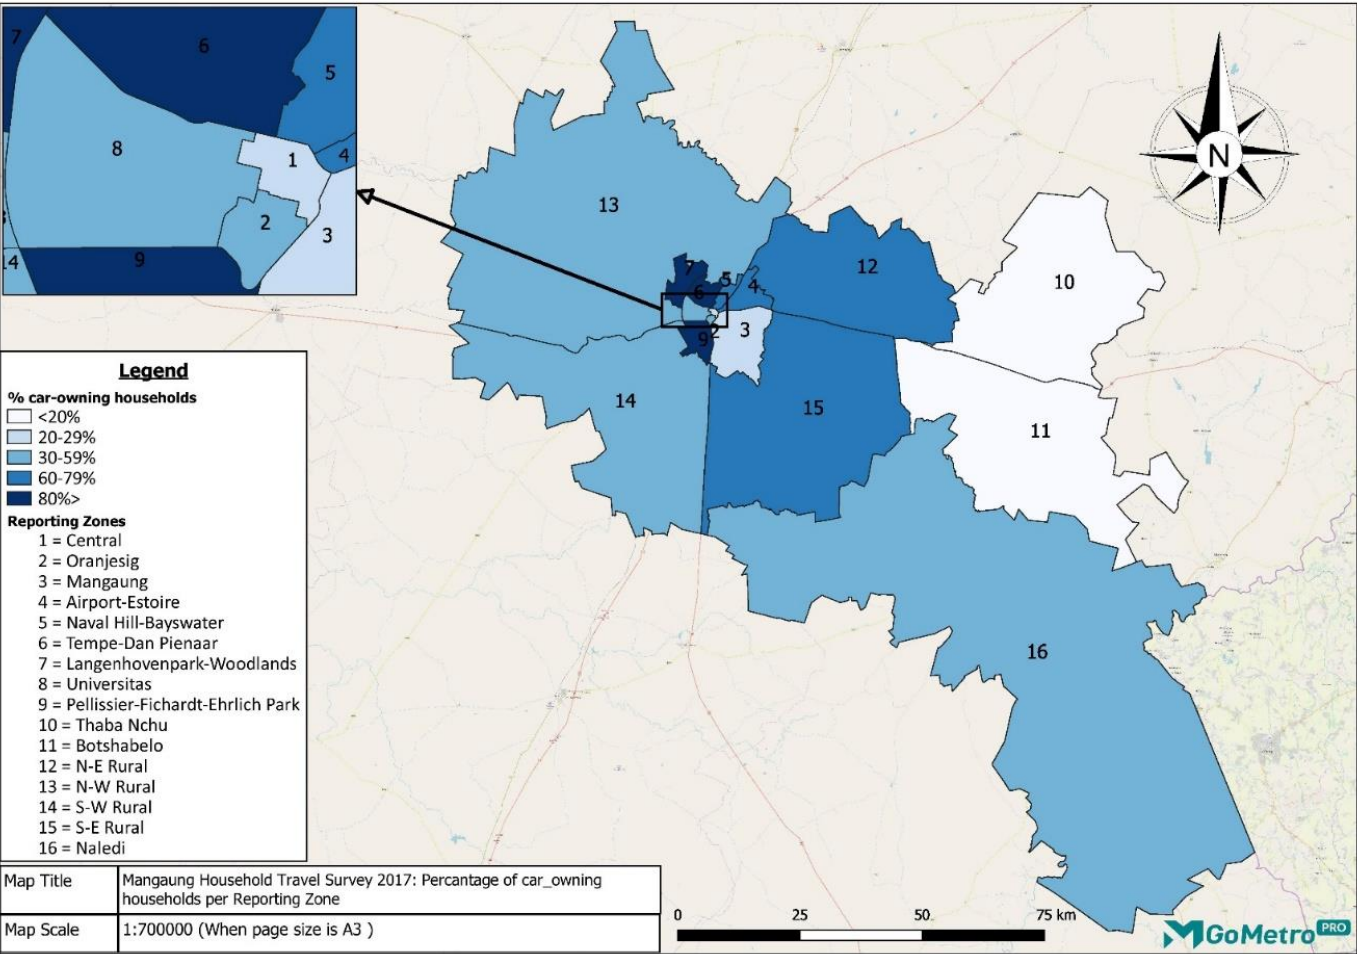 7
6
5
8
1
4
2
3
14
9
N
13
12
10
7
5
6
4
2
3
9
14
15
11
16
Legend
% car-owning households
<20%
20-29%
30-59%
60-79%
80%>
Reporting Zones
1 = Central
2 = Oranjesig
3 = Mangaung
4 = Airport-Estoire
5 = Naval Hill-Bayswater
6 = Tempe-Dan Pienaar
7 = Langenhovenpark-Woodlands
8 = Universitas
9 = Pellissier-Fichardt-Ehrlich Park
10 = Thaba Nchu
11 = Botshabelo
12 = N-E Rural
13 = N-W Rural
14 = S-W Rural
15 = S-E Rural
16 = Naledi
Map Title
Mangaung Household Travel Survey 2017: Percantage of car_owning
households per Reporting Zone
Map Scale
1:700000 (When page size is A3 )
0 25 50 75 km
GoMetro PRO